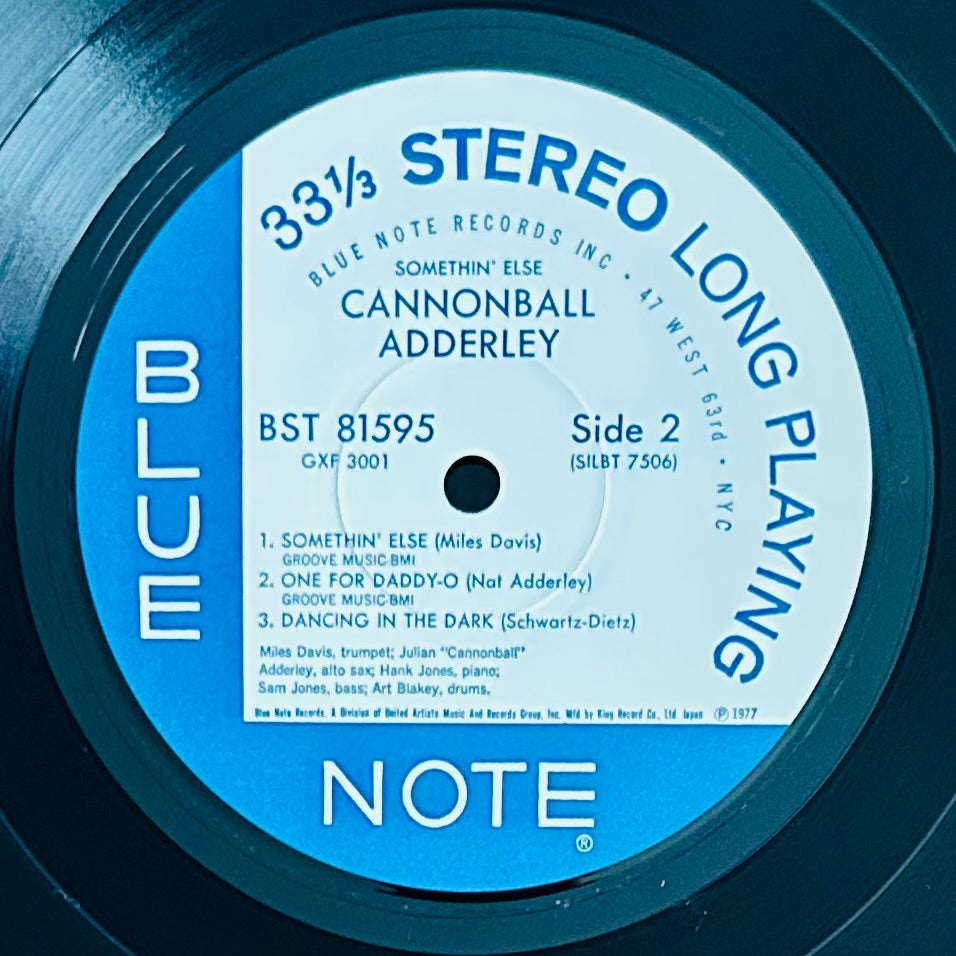 33⅓ STEREO LONG PLAYING
BLUE NOTE RECORDS INC • 47 WEST 63rd • NYC
SOMETHIN' ELSE
CANNONBALL
ADDERLEY
BST 81595
GXF 3001
Side 2
(SILBT 7506)
1. SOMETHIN' ELSE (Miles Davis)
GROOVE MUSIC-BMI
2. ONE FOR DADDY-O (Nat Adderley)
GROOVE MUSIC-BMI
3. DANCING IN THE DARK (Schwartz-Dietz)
Miles Davis, trumpet; Julian "Cannonball"
Adderley, alto sax; Hank Jones, piano;
Sam Jones, bass; Art Blakey, drums.
Blue Note Records, A Division of United Artists Music And Records Group, Inc. Mfd by King Record Co., Ltd. Japan ℗ 1977
BLUE
NOTE
®